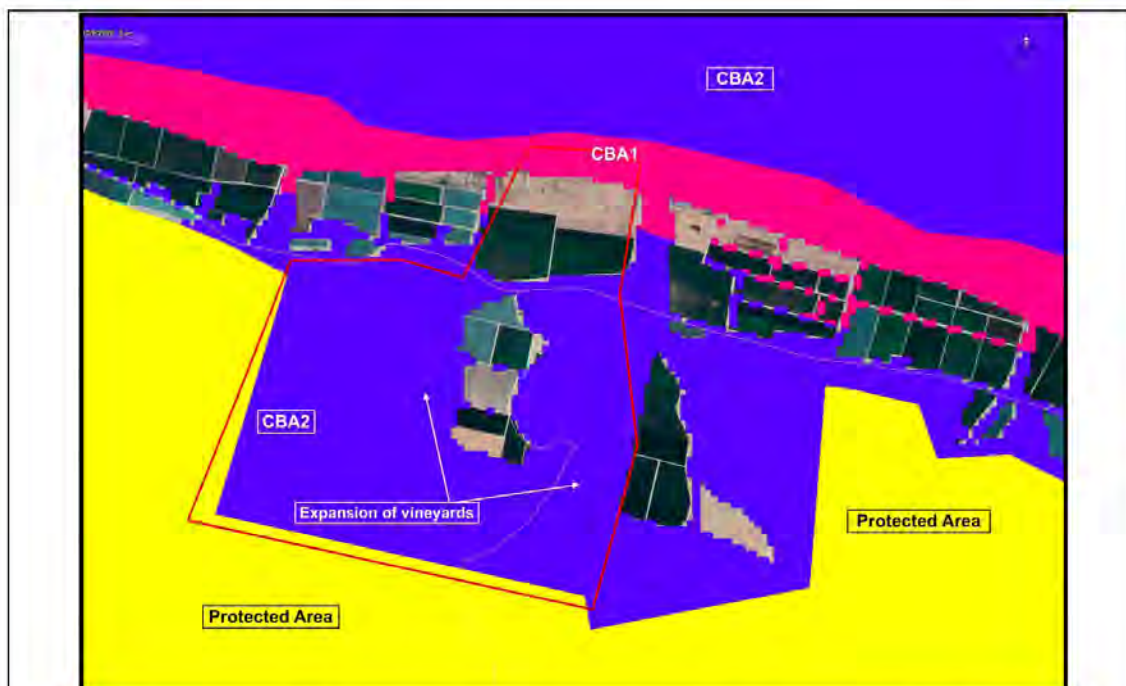 CBA2
CBA1
CBA2
Expansion of vineyards
Protected Area
Protected Area